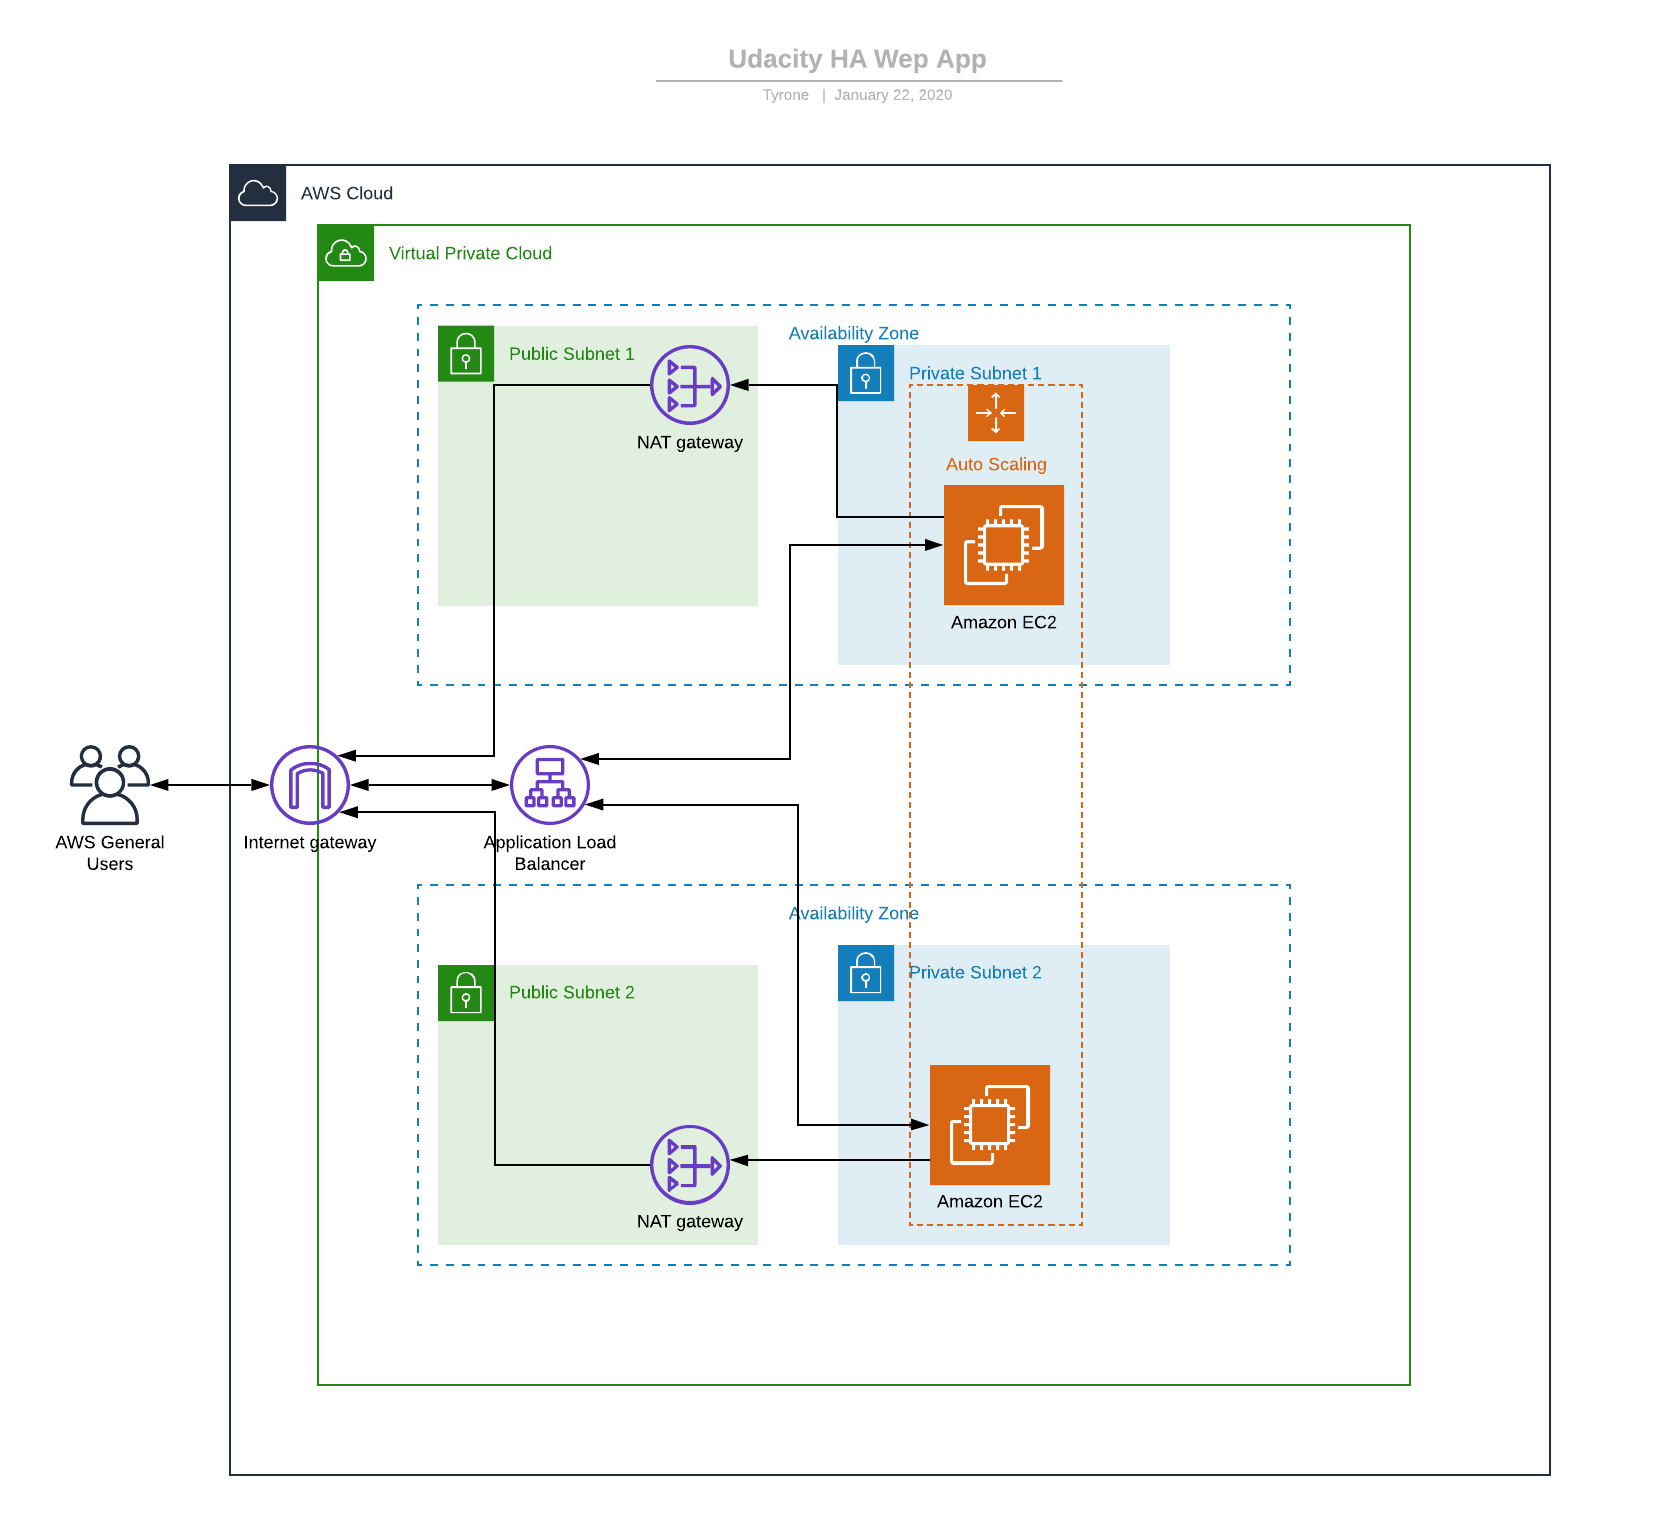 Udacity HA Wep App
Tyrone | January 22, 2020
AWS Cloud
Virtual Private Cloud
Availability Zone
Public Subnet 1
Private Subnet 1
NAT gateway
Auto Scaling
Amazon EC2
AWS General
Users
Internet gateway
Application Load
Balancer
Availability Zone
Public Subnet 2
Private Subnet 2
NAT gateway
Amazon EC2